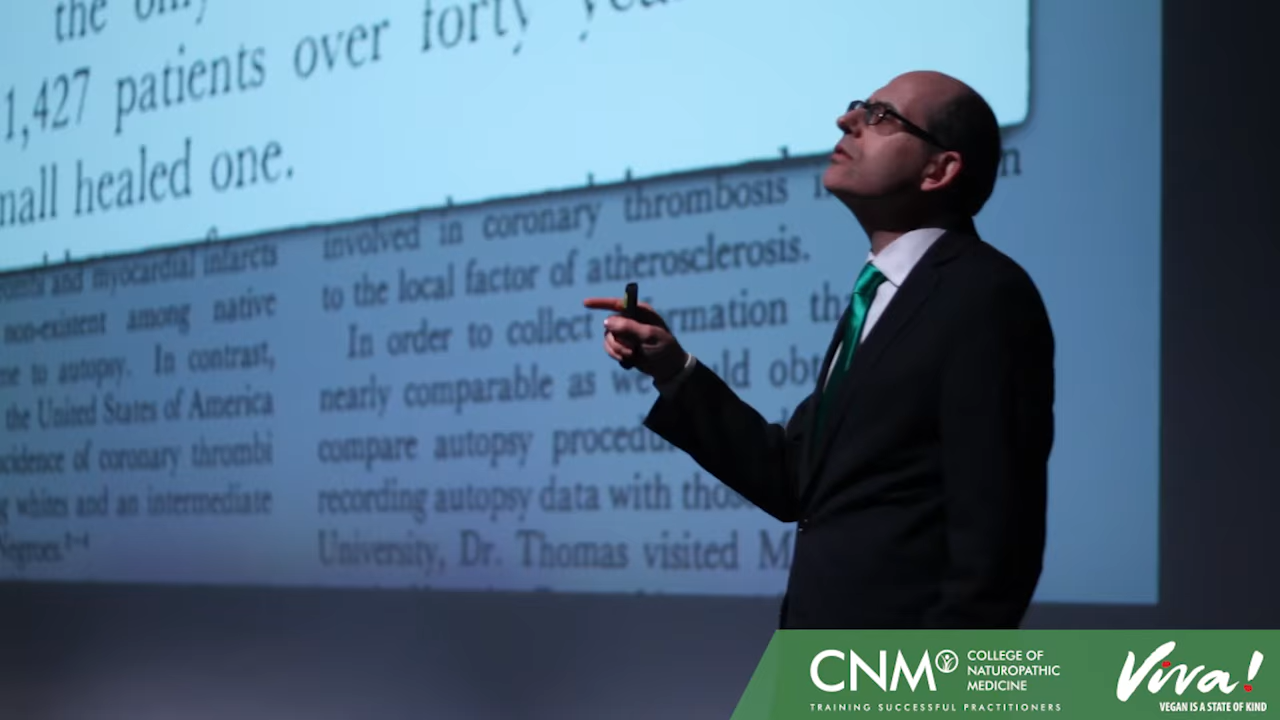 the only
1,427 patients over forty
healed one.
and myocardial infarcts
non-existent among native
to autopsy. In contrast,
the United States of America
of coronary thrombi
whites and an intermediate
Negroes.
involved in coronary thrombosis
to the local factor of atherosclerosis.
In order to collect
nearly comparable as
compare autopsy
recording autopsy data with
University, Dr. Thomas visited
CNM
COLLEGE OF
NATUROPATHIC
MEDICINE
TRAINING SUCCESSFUL PRACTITIONERS
Viva!
VEGAN IS A STATE OF KIND